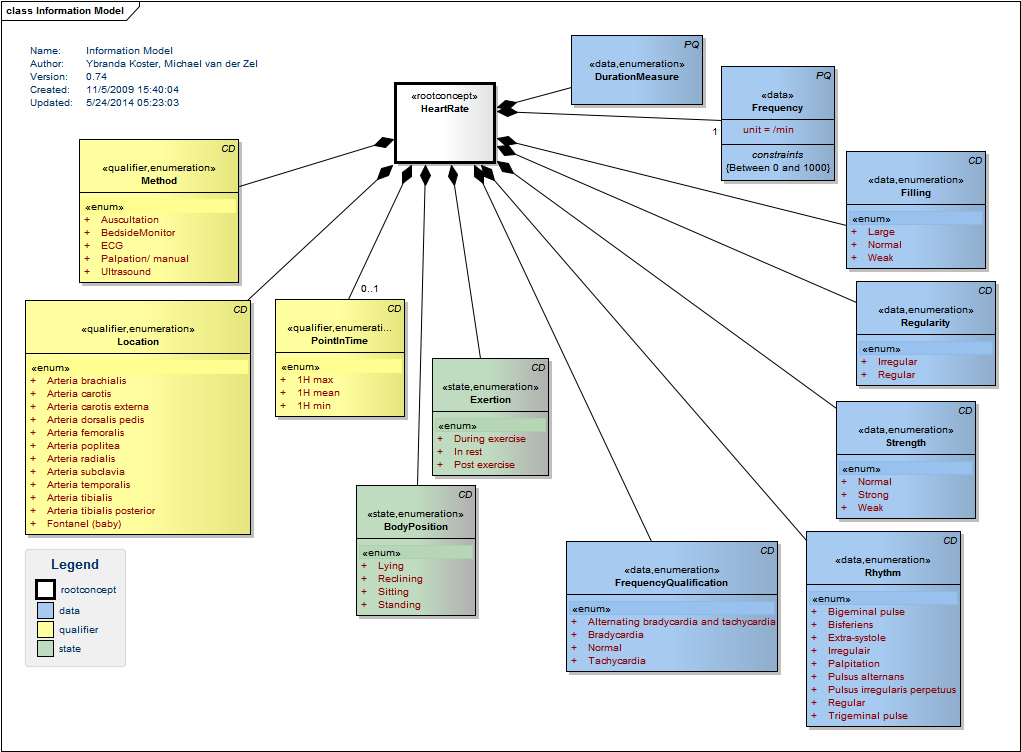 class Information Model
Name: Information Model
Author: Ybranda Koster, Michael van der Zel
Version: 0.74
Created: 11/5/2009 15:40:04
Updated: 5/24/2014 05:23:03
«rootconcept»
HeartRate
PQ
«data,enumeration»
DurationMeasure
PQ
«data»
Frequency
unit = /min
constraints
{Between 0 and 1000}
1
CD
«qualifier,enumeration»
Method
«enum»
+ Auscultation
+ BedsideMonitor
+ ECG
+ Palpation/ manual
+ Ultrasound
CD
«data,enumeration»
Filling
«enum»
+ Large
+ Normal
+ Weak
CD
«qualifier,enumeration»
Location
«enum»
+ Arteria brachialis
+ Arteria carotis
+ Arteria carotis externa
+ Arteria dorsalis pedis
+ Arteria femoralis
+ Arteria poplitea
+ Arteria radialis
+ Arteria subclavia
+ Arteria temporalis
+ Arteria tibialis
+ Arteria tibialis posterior
+ Fontanel (baby)
0..1
CD
«qualifier,enumerati...
PointInTime
«enum»
+ 1H max
+ 1H mean
+ 1H min
CD
«data,enumeration»
Regularity
«enum»
+ Irregular
+ Regular
CD
«state,enumeration»
Exertion
«enum»
+ During exercise
+ In rest
+ Post exercise
CD
«data,enumeration»
Strength
«enum»
+ Normal
+ Strong
+ Weak
CD
«state,enumeration»
BodyPosition
«enum»
+ Lying
+ Reclining
+ Sitting
+ Standing
CD
«data,enumeration»
FrequencyQualification
«enum»
+ Alternating bradycardia and tachycardia
+ Bradycardia
+ Normal
+ Tachycardia
CD
«data,enumeration»
Rhythm
«enum»
+ Bigeminal pulse
+ Bisferiens
+ Extra-systole
+ Irregulair
+ Palpitation
+ Pulsus alternans
+ Pulsus irregularis perpetuus
+ Regular
+ Trigeminal pulse
Legend
rootconcept
data
qualifier
state